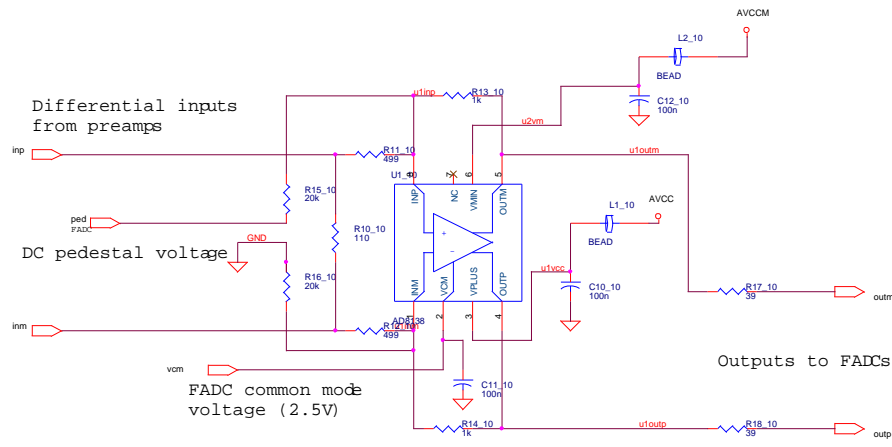 AVCCM
L2_10
BEAD
C12_10
100n
u1inp
R13_10
1k
u2vm
Differential inputs
from preamps
inp
R11_10
499
u1outm
8
7
6
5
U1_10
INP
NC
VMIN
OUTM
R15_10
20k
ped
FADC
AVCC
L1_10
BEAD
R10_10
110
GND
DC pedestal voltage
+
−
u1vcc
R16_10
20k
INM
VCM
VPLUS
OUTP
C10_10
100n
R17_10
39
outm
inm
AD8138
499
1
2
3
4
vcm
FADC common mode
voltage (2.5V)
C11_10
100n
Outputs to FADCs
R14_10
1k
u1outp
R18_10
39
outp